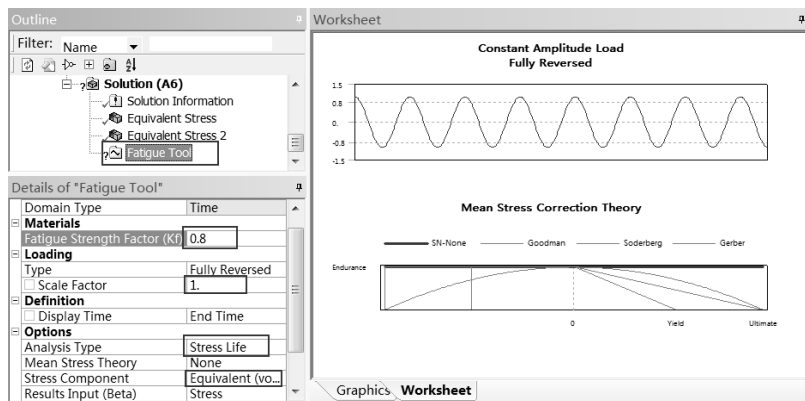 Outline
Filter: Name
Solution (A6)
Solution Information
Equivalent Stress
Equivalent Stress 2
Fatigue Tool
Details of "Fatigue Tool"
Domain Type Time
Materials
Fatigue Strength Factor (Kf) 0.8
Loading
Type Fully Reversed
Scale Factor 1.
Definition
Display Time End Time
Options
Analysis Type Stress Life
Mean Stress Theory None
Stress Component Equivalent (vo...
Results Input (Beta) Stress
Worksheet
Constant Amplitude Load
Fully Reversed
1.5
0.8
0.
-0.8
-1.5
Mean Stress Correction Theory
SN-None Goodman Soderberg Gerber
Endurance
0 Yield Ultimate
Graphics Worksheet